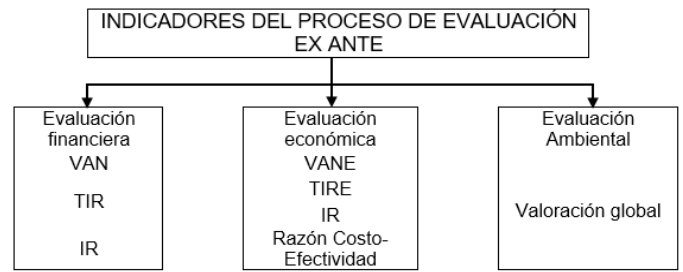 INDICADORES DEL PROCESO DE EVALUACIÓN
EX ANTE
Evaluación
financiera
VAN
TIR
IR
Evaluación
económica
VANE
TIRE
IR
Razón Costo-
Efectividad
Evaluación
Ambiental
Valoración global